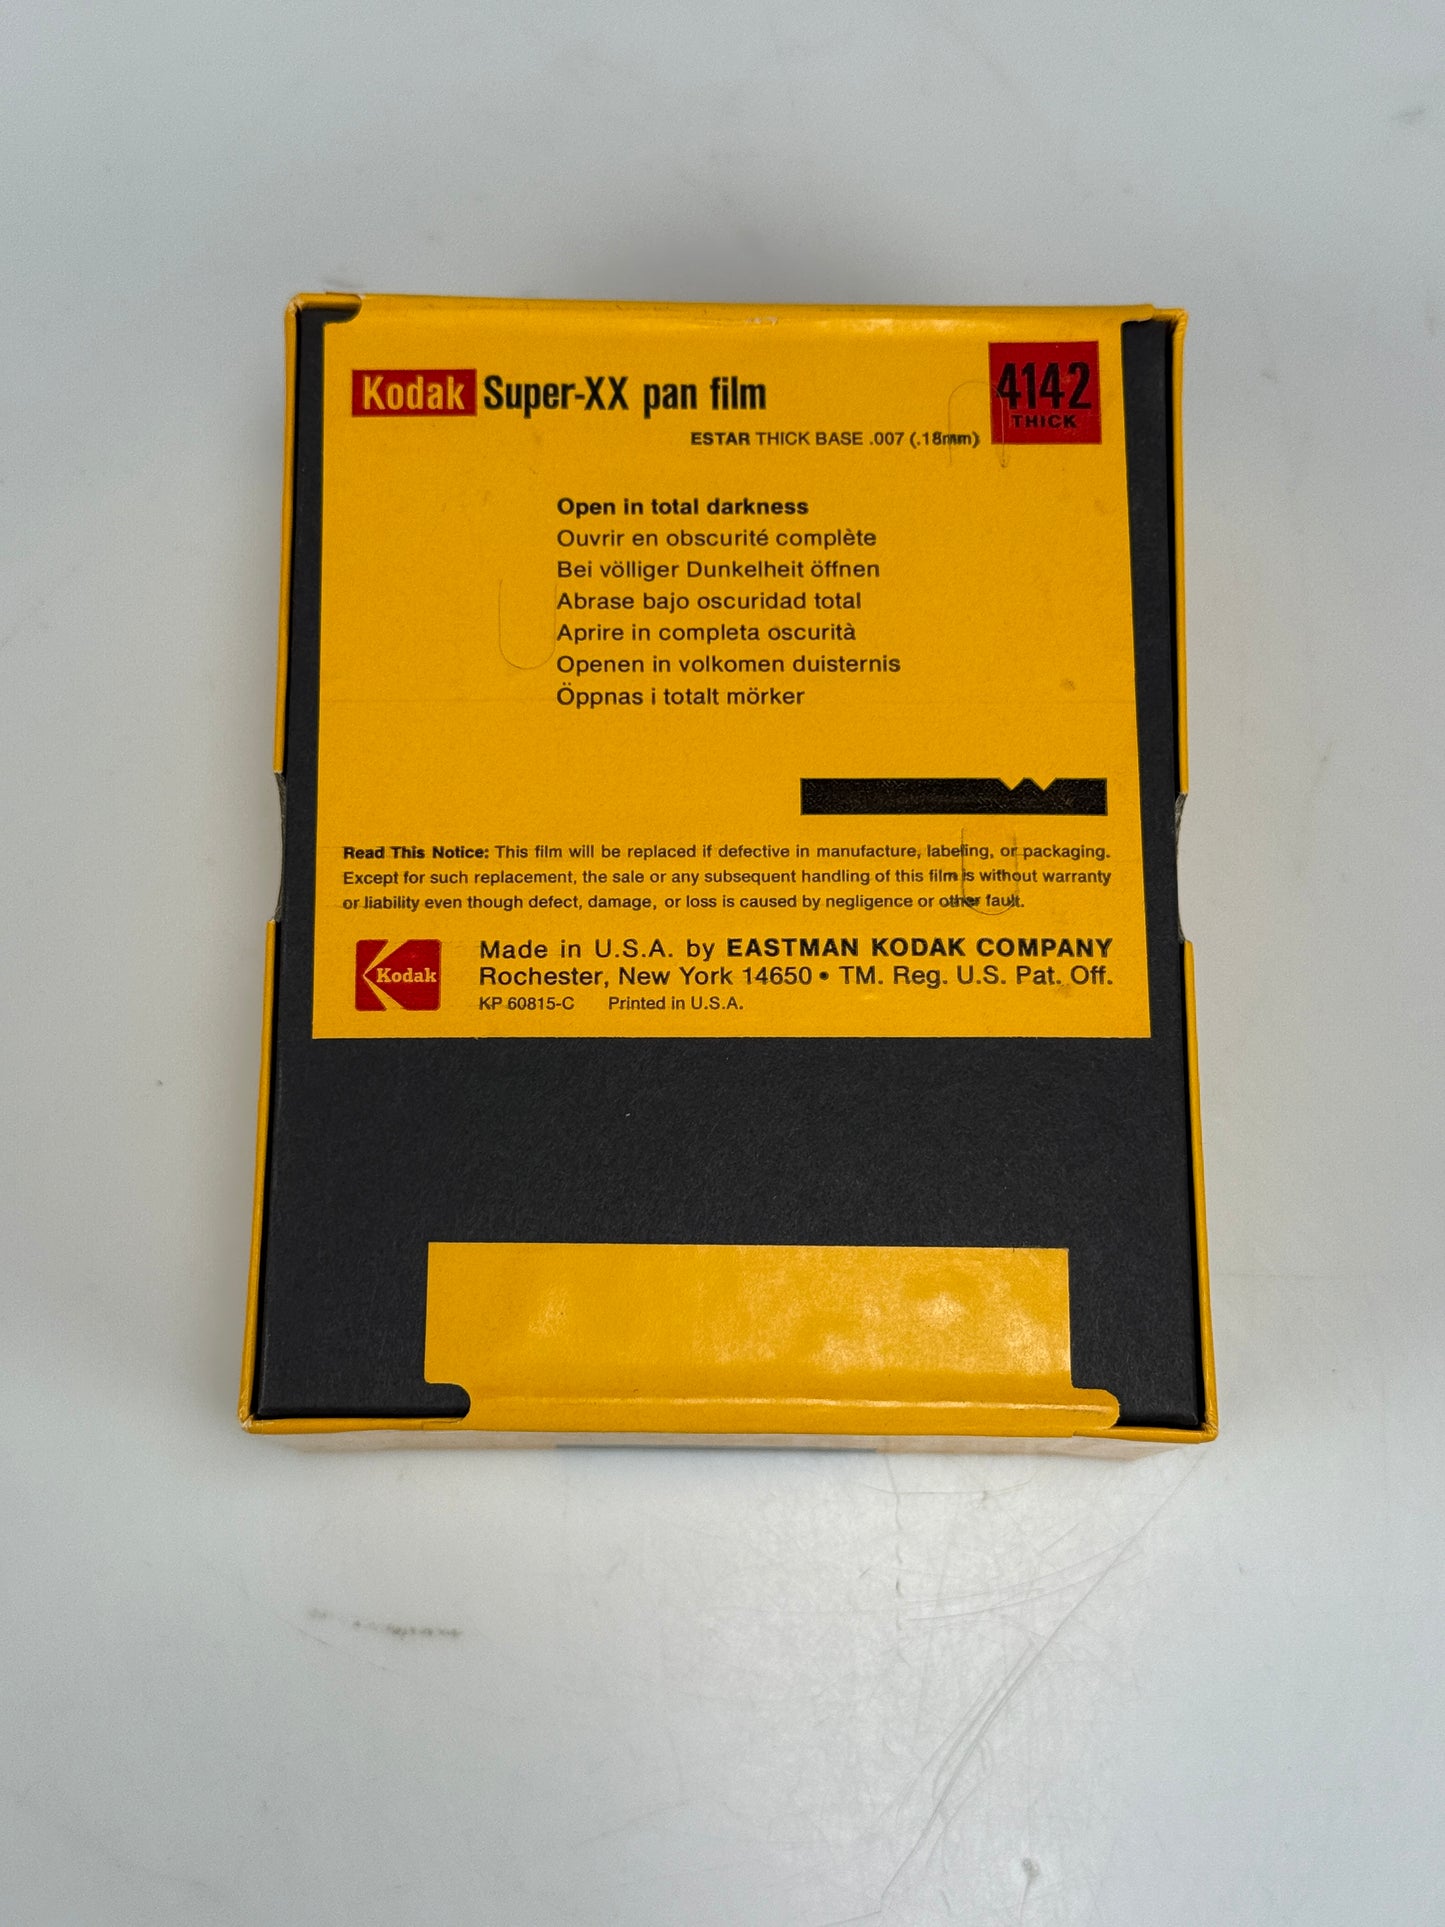 Kodak Super-XX pan film
4142
THICK
ESTAR THICK BASE .007 (.18mm)
Open in total darkness
Ouvrir en obscurité complète
Bei völliger Dunkelheit öffnen
Abrase bajo oscuridad total
Aprire in completa oscurità
Openen in volkomen duisternis
Öppnas i totalt mörker
Read This Notice: This film will be replaced if defective in manufacture, labeling, or packaging.
Except for such replacement, the sale or any subsequent handling of this film is without warranty
or liability even though defect, damage, or loss is caused by negligence or other fault.
Kodak
Made in U.S.A. by EASTMAN KODAK COMPANY
Rochester, New York 14650 • TM. Reg. U.S. Pat. Off.
KP 60815-C Printed in U.S.A.